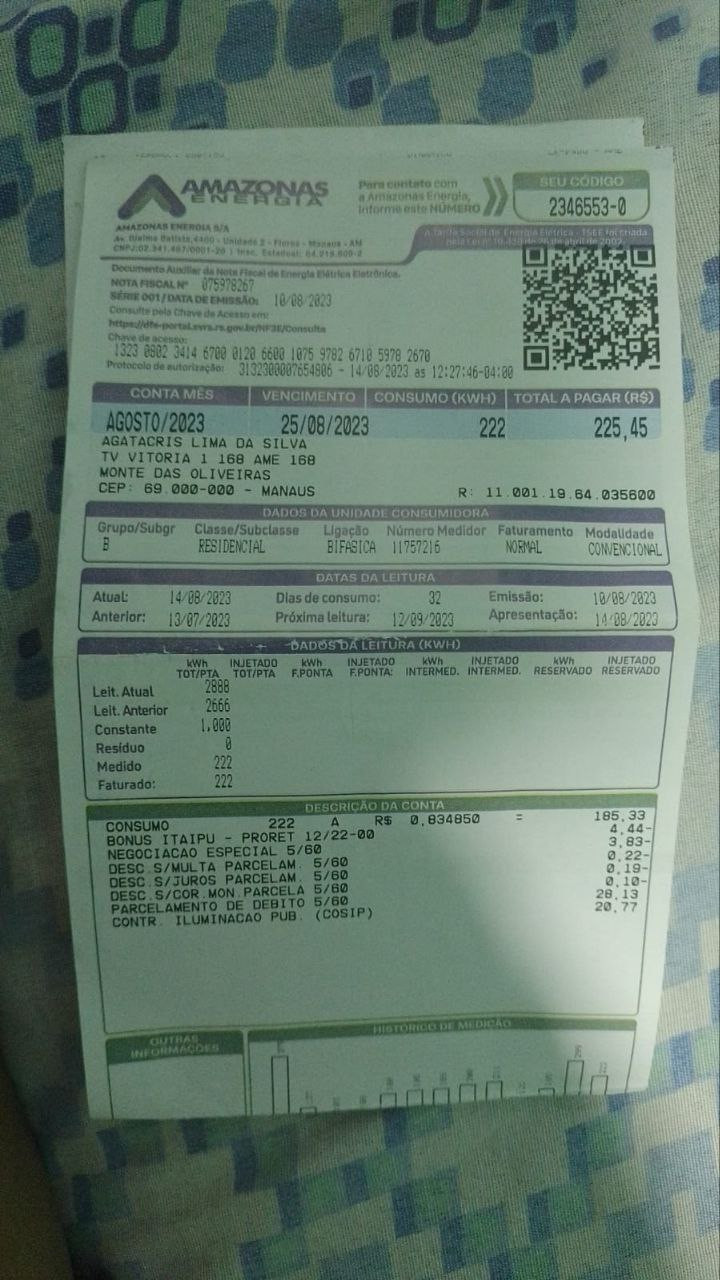 AMAZONAS
ENERGIA
Para contato com
a Amazonas Energia,
informe este NÚMERO
SEU CÓDIGO
2346553-0
AMAZONAS ENERGIA S/A
Av. Djalma Batista, 4400 - Unidade 2 - Flores - Manaus - AM
A Tarifa Social de Energia Elétrica - TSEE foi criada
pela Lei nº 10.438 de 26 de abril de 2002.
Documento Auxiliar da Nota Fiscal de Energia Elétrica Eletrônica.
NOTA FISCAL Nº 075978267
SÉRIE 001 / DATA DE EMISSÃO: 10/08/2023
Consulte pela Chave de Acesso em:
https://dfe-portal.svrs.rs.gov.br/NF3E/Consulta
Chave de acesso:
1323 0802 3414 6700 0120 6600 1075 9782 6710 5978 2670
Protocolo de autorização: 3132300007654806 - 14/08/2023 as 12:27:46-04:00
CONTA MÊS VENCIMENTO CONSUMO (KWH) TOTAL A PAGAR (R$)
AGOSTO/2023 25/08/2023 222 225,45
AGATACRIS LIMA DA SILVA
TV VITORIA 1 168 AME 168
MONTE DAS OLIVEIRAS
CEP: 69.000-000 - MANAUS R: 11.001.19.64.035600
DADOS DA UNIDADE CONSUMIDORA
Grupo/Subgr Classe/Subclasse Ligação Número Medidor Faturamento Modalidade
B RESIDENCIAL BIFASICA 11757216 NORMAL CONVENCIONAL
DATAS DA LEITURA
Atual: 14/08/2023 Dias de consumo: 32 Emissão: 10/08/2023
Anterior: 13/07/2023 Próxima leitura: 12/09/2023 Apresentação: 14/08/2023
DADOS DA LEITURA (KWH)
kWh INJETADO kWh INJETADO kWh INJETADO kWh INJETADO
TOT/PTA TOT/PTA F.PONTA F.PONTA: INTERMED. INTERMED. RESERVADO RESERVADO
Leit. Atual 2888
Leit. Anterior 2666
Constante 1,000
Resíduo 0
Medido 222
Faturado: 222
DESCRIÇÃO DA CONTA
CONSUMO 222 A R$ 0,834850 = 185,33
BONUS ITAIPU - PRORET 12/22-00 4,44-
NEGOCIACAO ESPECIAL 5/60 3,83-
DESC.S/MULTA PARCELAM. 5/60 0,22-
DESC.S/JUROS PARCELAM. 5/60 0,19-
DESC.S/COR.MON.PARCELA 5/60 0,10-
PARCELAMENTO DE DEBITO 5/60 28,13
CONTR. ILUMINACAO PUB. (COSIP) 20,77
OUTRAS
INFORMAÇÕES
HISTÓRICO DE MEDIÇÃO